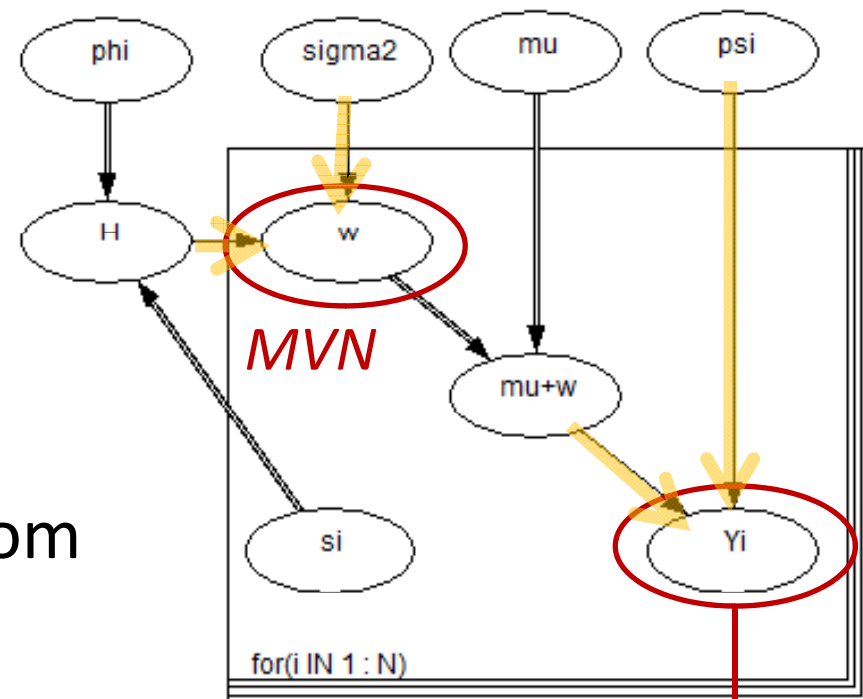 phi
sigma2
mu
psi
H
w
MVN
mu+w
om
si
Yi
for(i IN 1 : N)